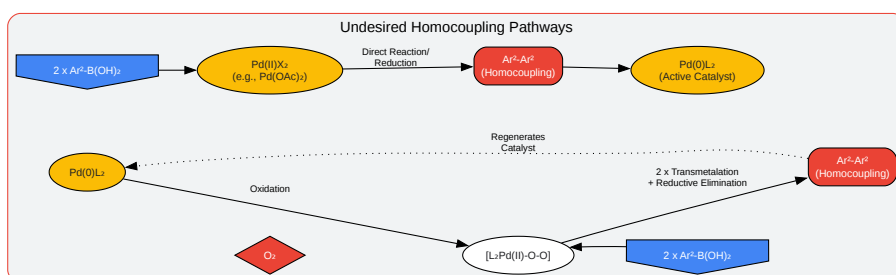 Undesired Homocoupling Pathways
2 x Ar²-B(OH)₂
Pd(II)X₂
(e.g., Pd(OAc)₂)
Direct Reaction/
Reduction
Ar²-Ar²
(Homocoupling)
Pd(0)L₂
(Active Catalyst)
Regenerates
Catalyst
Pd(0)L₂
Oxidation
2 x Transmetalation
+ Reductive Elimination
Ar²-Ar²
(Homocoupling)
O₂
[L₂Pd(II)-O-O]
2 x Ar²-B(OH)₂